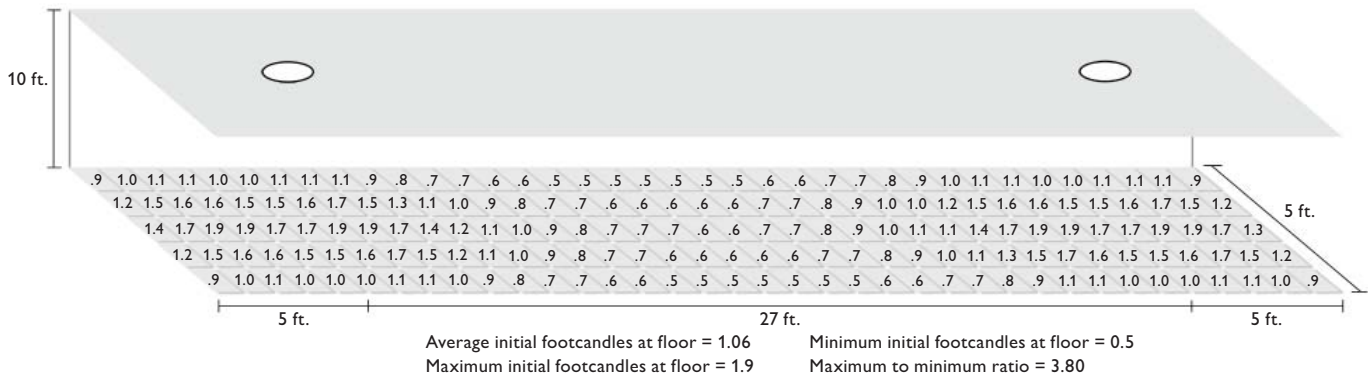 10 ft.
.9 1.0 1.1 1.1 1.0 1.0 1.1 1.1 1.1 .9 .8 .7 .7 .6 .6 .5 .5 .5 .5 .5 .5 .5 .6 .6 .7 .7 .8 .9 1.0 1.1 1.1 1.0 1.0 1.1 1.1 1.1 .9
1.2 1.5 1.6 1.6 1.5 1.5 1.6 1.7 1.5 1.3 1.1 1.0 .9 .8 .7 .7 .6 .6 .6 .6 .6 .7 .7 .8 .9 1.0 1.0 1.2 1.5 1.6 1.6 1.5 1.5 1.6 1.7 1.5 1.2
5 ft.
1.4 1.7 1.9 1.9 1.7 1.7 1.9 1.9 1.7 1.4 1.2 1.1 1.0 .9 .8 .7 .7 .6 .6 .6 .7 .7 .8 .9 1.0 1.1 1.1 1.4 1.7 1.9 1.9 1.7 1.7 1.9 1.9 1.7 1.3
1.2 1.5 1.6 1.6 1.5 1.5 1.6 1.7 1.5 1.2 1.1 1.0 .9 .8 .7 .7 .6 .6 .6 .6 .6 .7 .7 .8 .9 1.0 1.1 1.3 1.5 1.7 1.6 1.5 1.5 1.6 1.7 1.5 1.2
.9 1.0 1.1 1.0 1.0 1.0 1.1 1.1 1.0 .9 .8 .7 .7 .6 .6 .5 .5 .5 .5 .5 .5 .5 .6 .6 .7 .7 .8 .9 1.1 1.1 1.0 1.0 1.0 1.1 1.1 1.0 .9
5 ft. 27 ft. 5 ft.
Average initial footcandles at floor = 1.06 Minimum initial footcandles at floor = 0.5
Maximum initial footcandles at floor = 1.9 Maximum to minimum ratio = 3.80